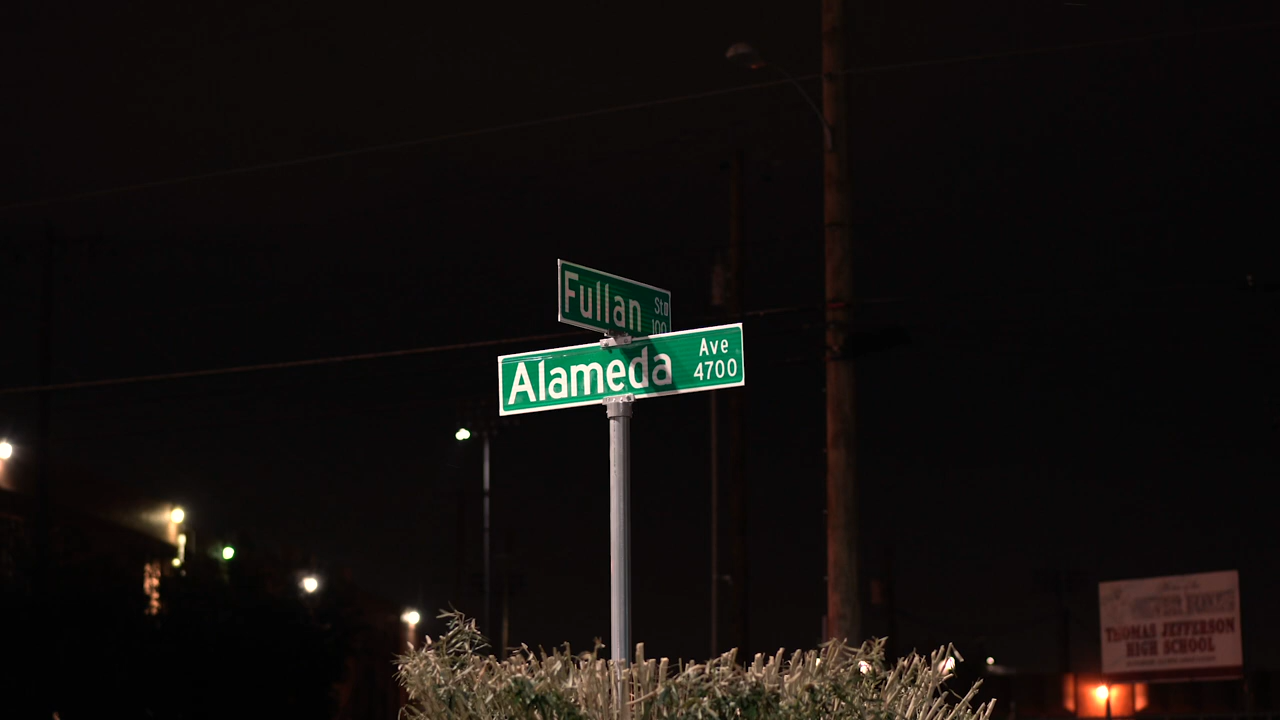 Fullan St
100
Alameda Ave
4700
THOMAS JEFFERSON
HIGH SCHOOL